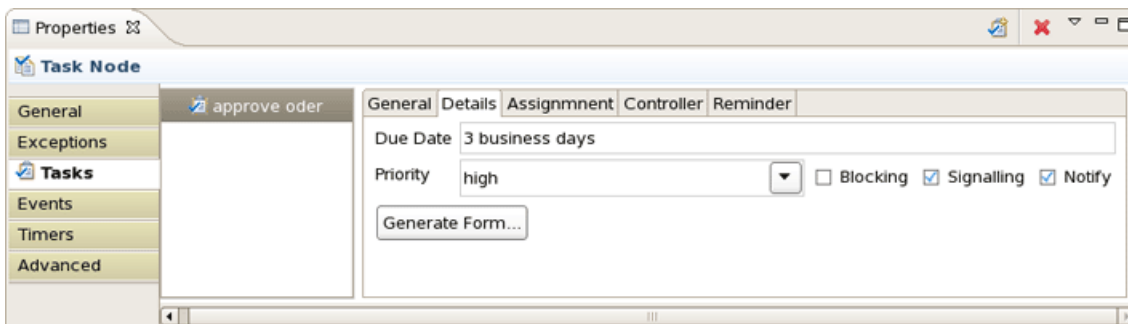 Properties
Task Node
General
Exceptions
Tasks
Events
Timers
Advanced
approve oder
General Details Assignmnent Controller Reminder
Due Date 3 business days
Priority high Blocking Signalling Notify
Generate Form...